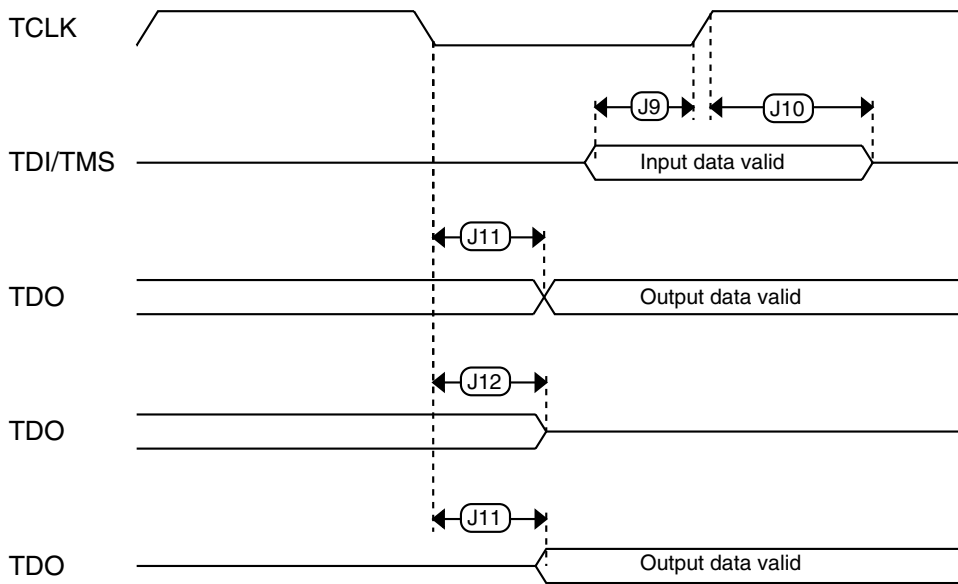 TCLK
J9
J10
TDI/TMS
Input data valid
J11
TDO
Output data valid
J12
TDO
J11
TDO
Output data valid